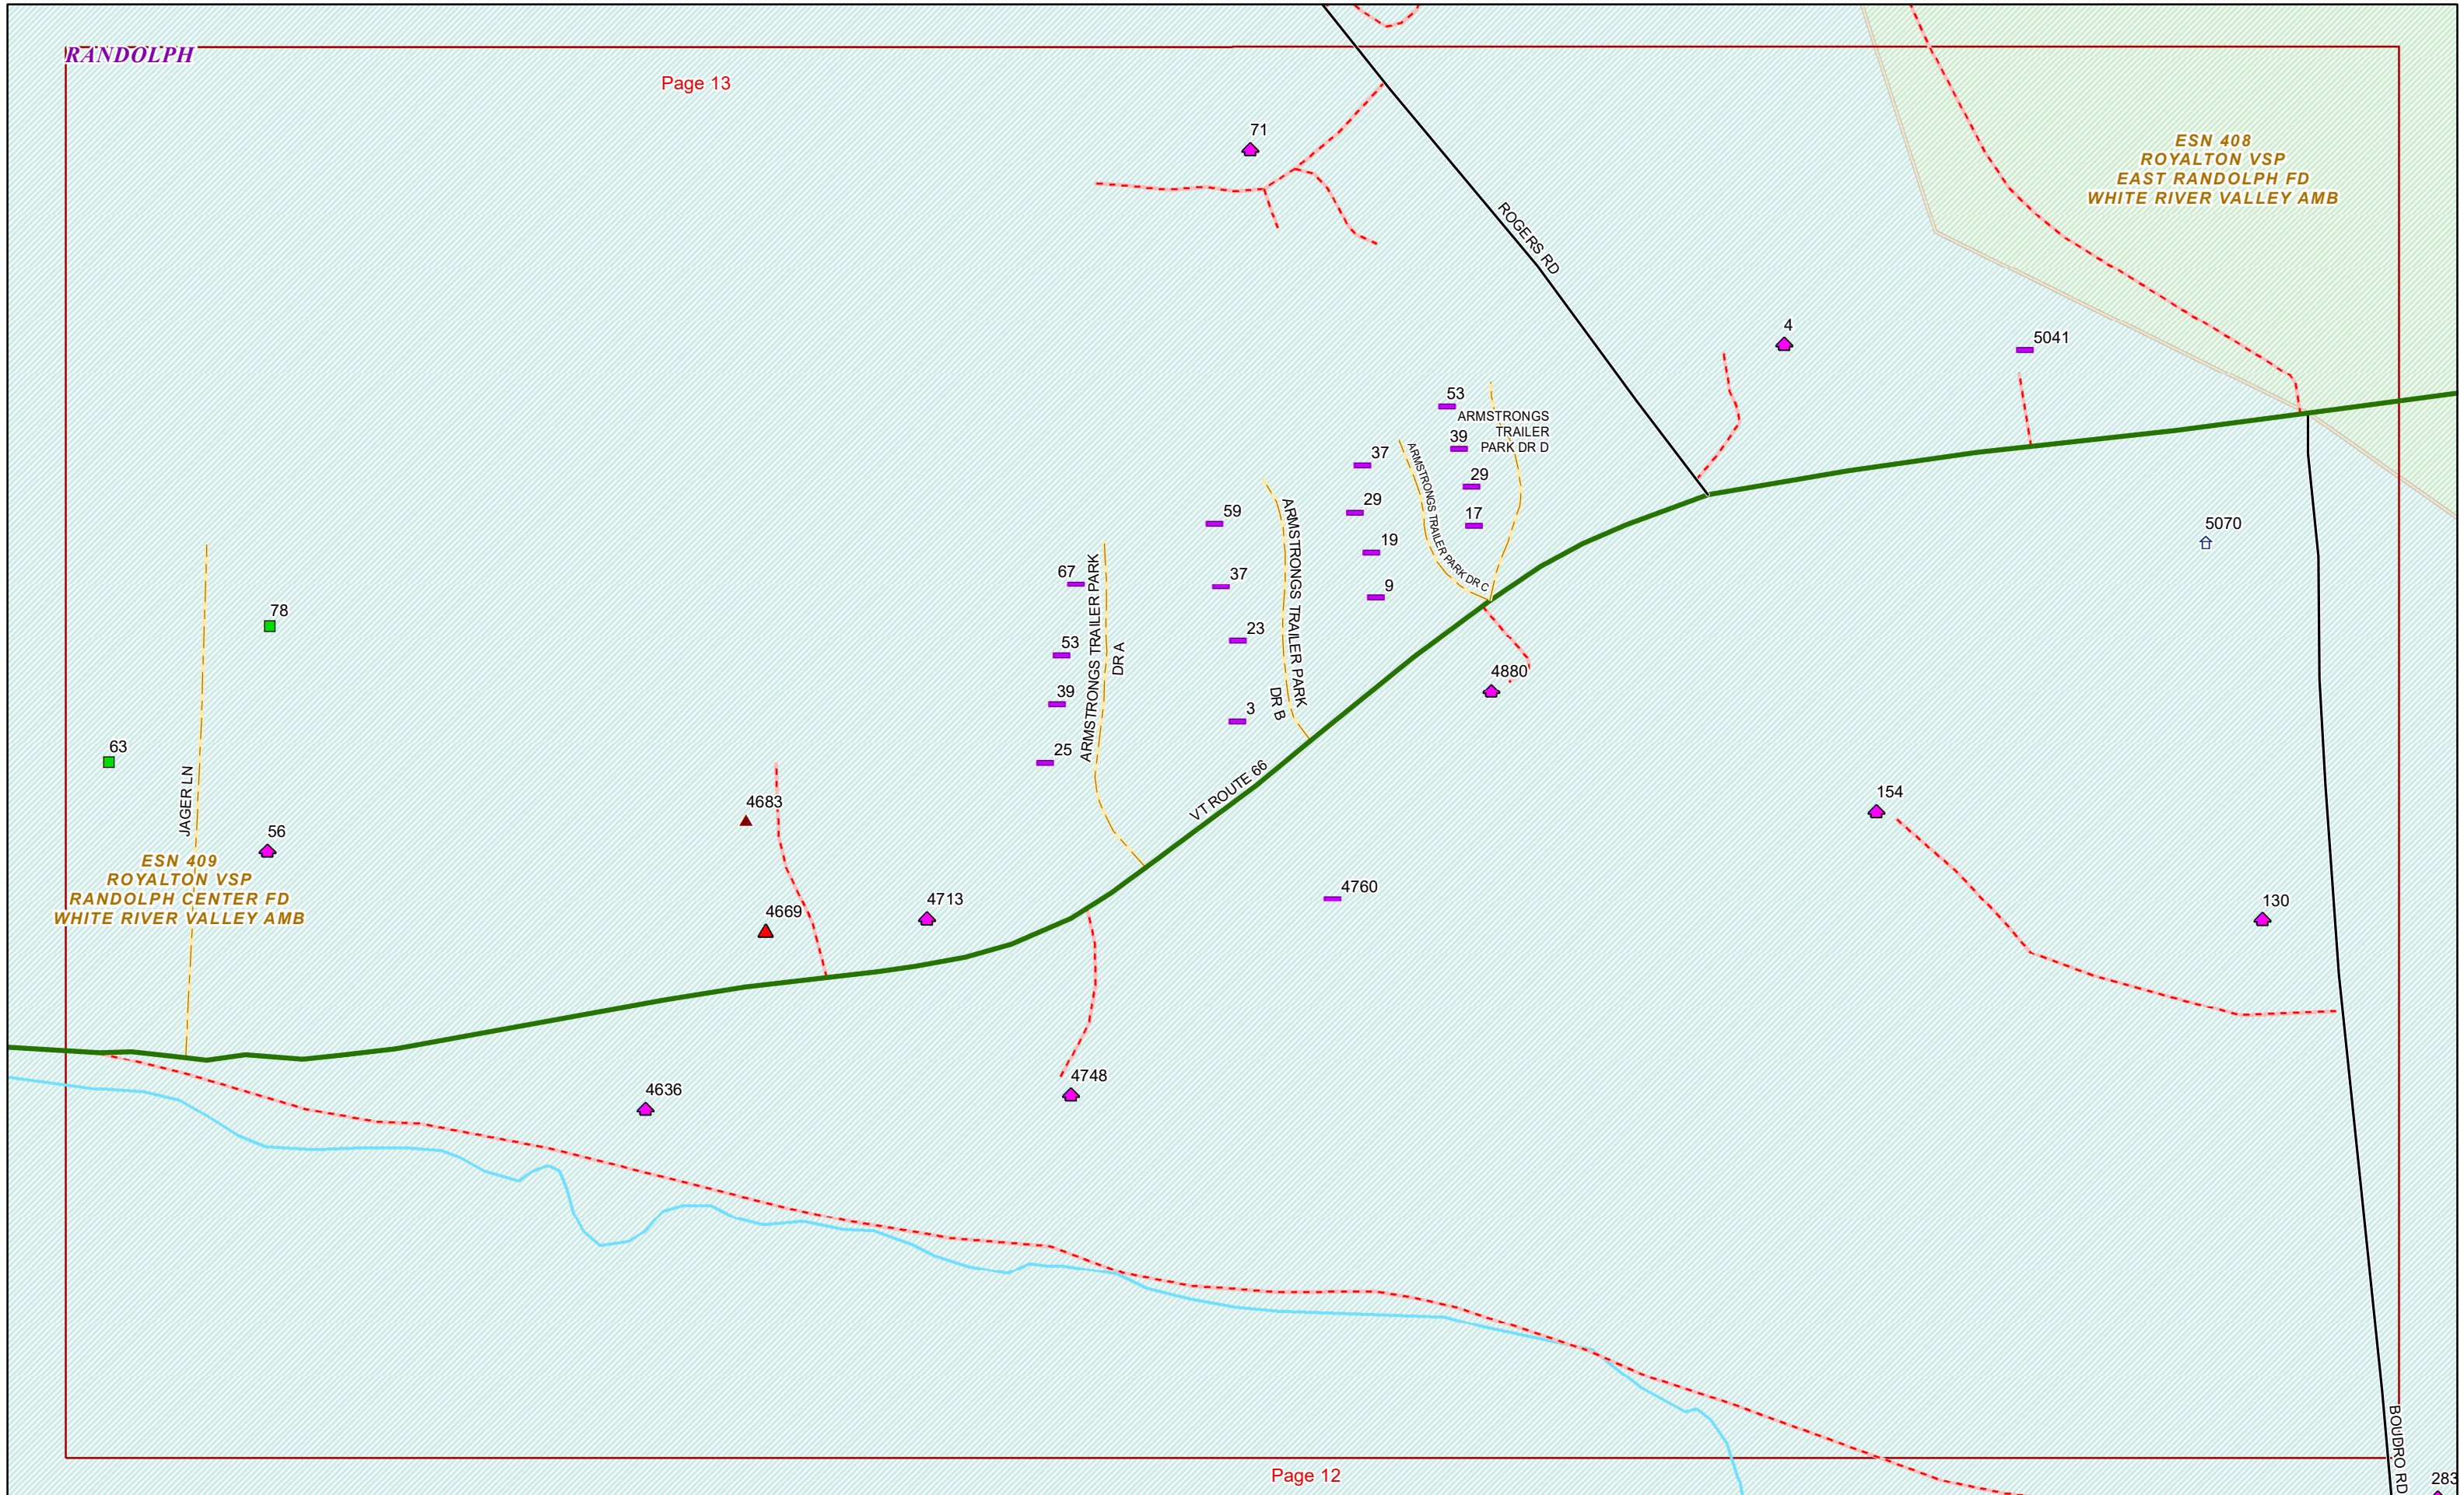 RANDOLPH
Page 13
71
ESN 408
ROYALTON VSP
EAST RANDOLPH FD
WHITE RIVER VALLEY AMB
ROGERS RD
4
5041
53
ARMSTRONGS
TRAILER
PARK DR D
39
37
29
17
ARMSTRONGS TRAILER PARK DR C
29
19
9
59
37
23
3
ARMSTRONGS TRAILER PARK
DR B
67
53
39
25
ARMSTRONGS TRAILER PARK
DR A
5070
78
63
JAGER LN
56
ESN 409
ROYALTON VSP
RANDOLPH CENTER FD
WHITE RIVER VALLEY AMB
4880
VT ROUTE 66
4683
4669
4713
4760
154
130
4636
4748
BOUDRO RD
Page 12
283